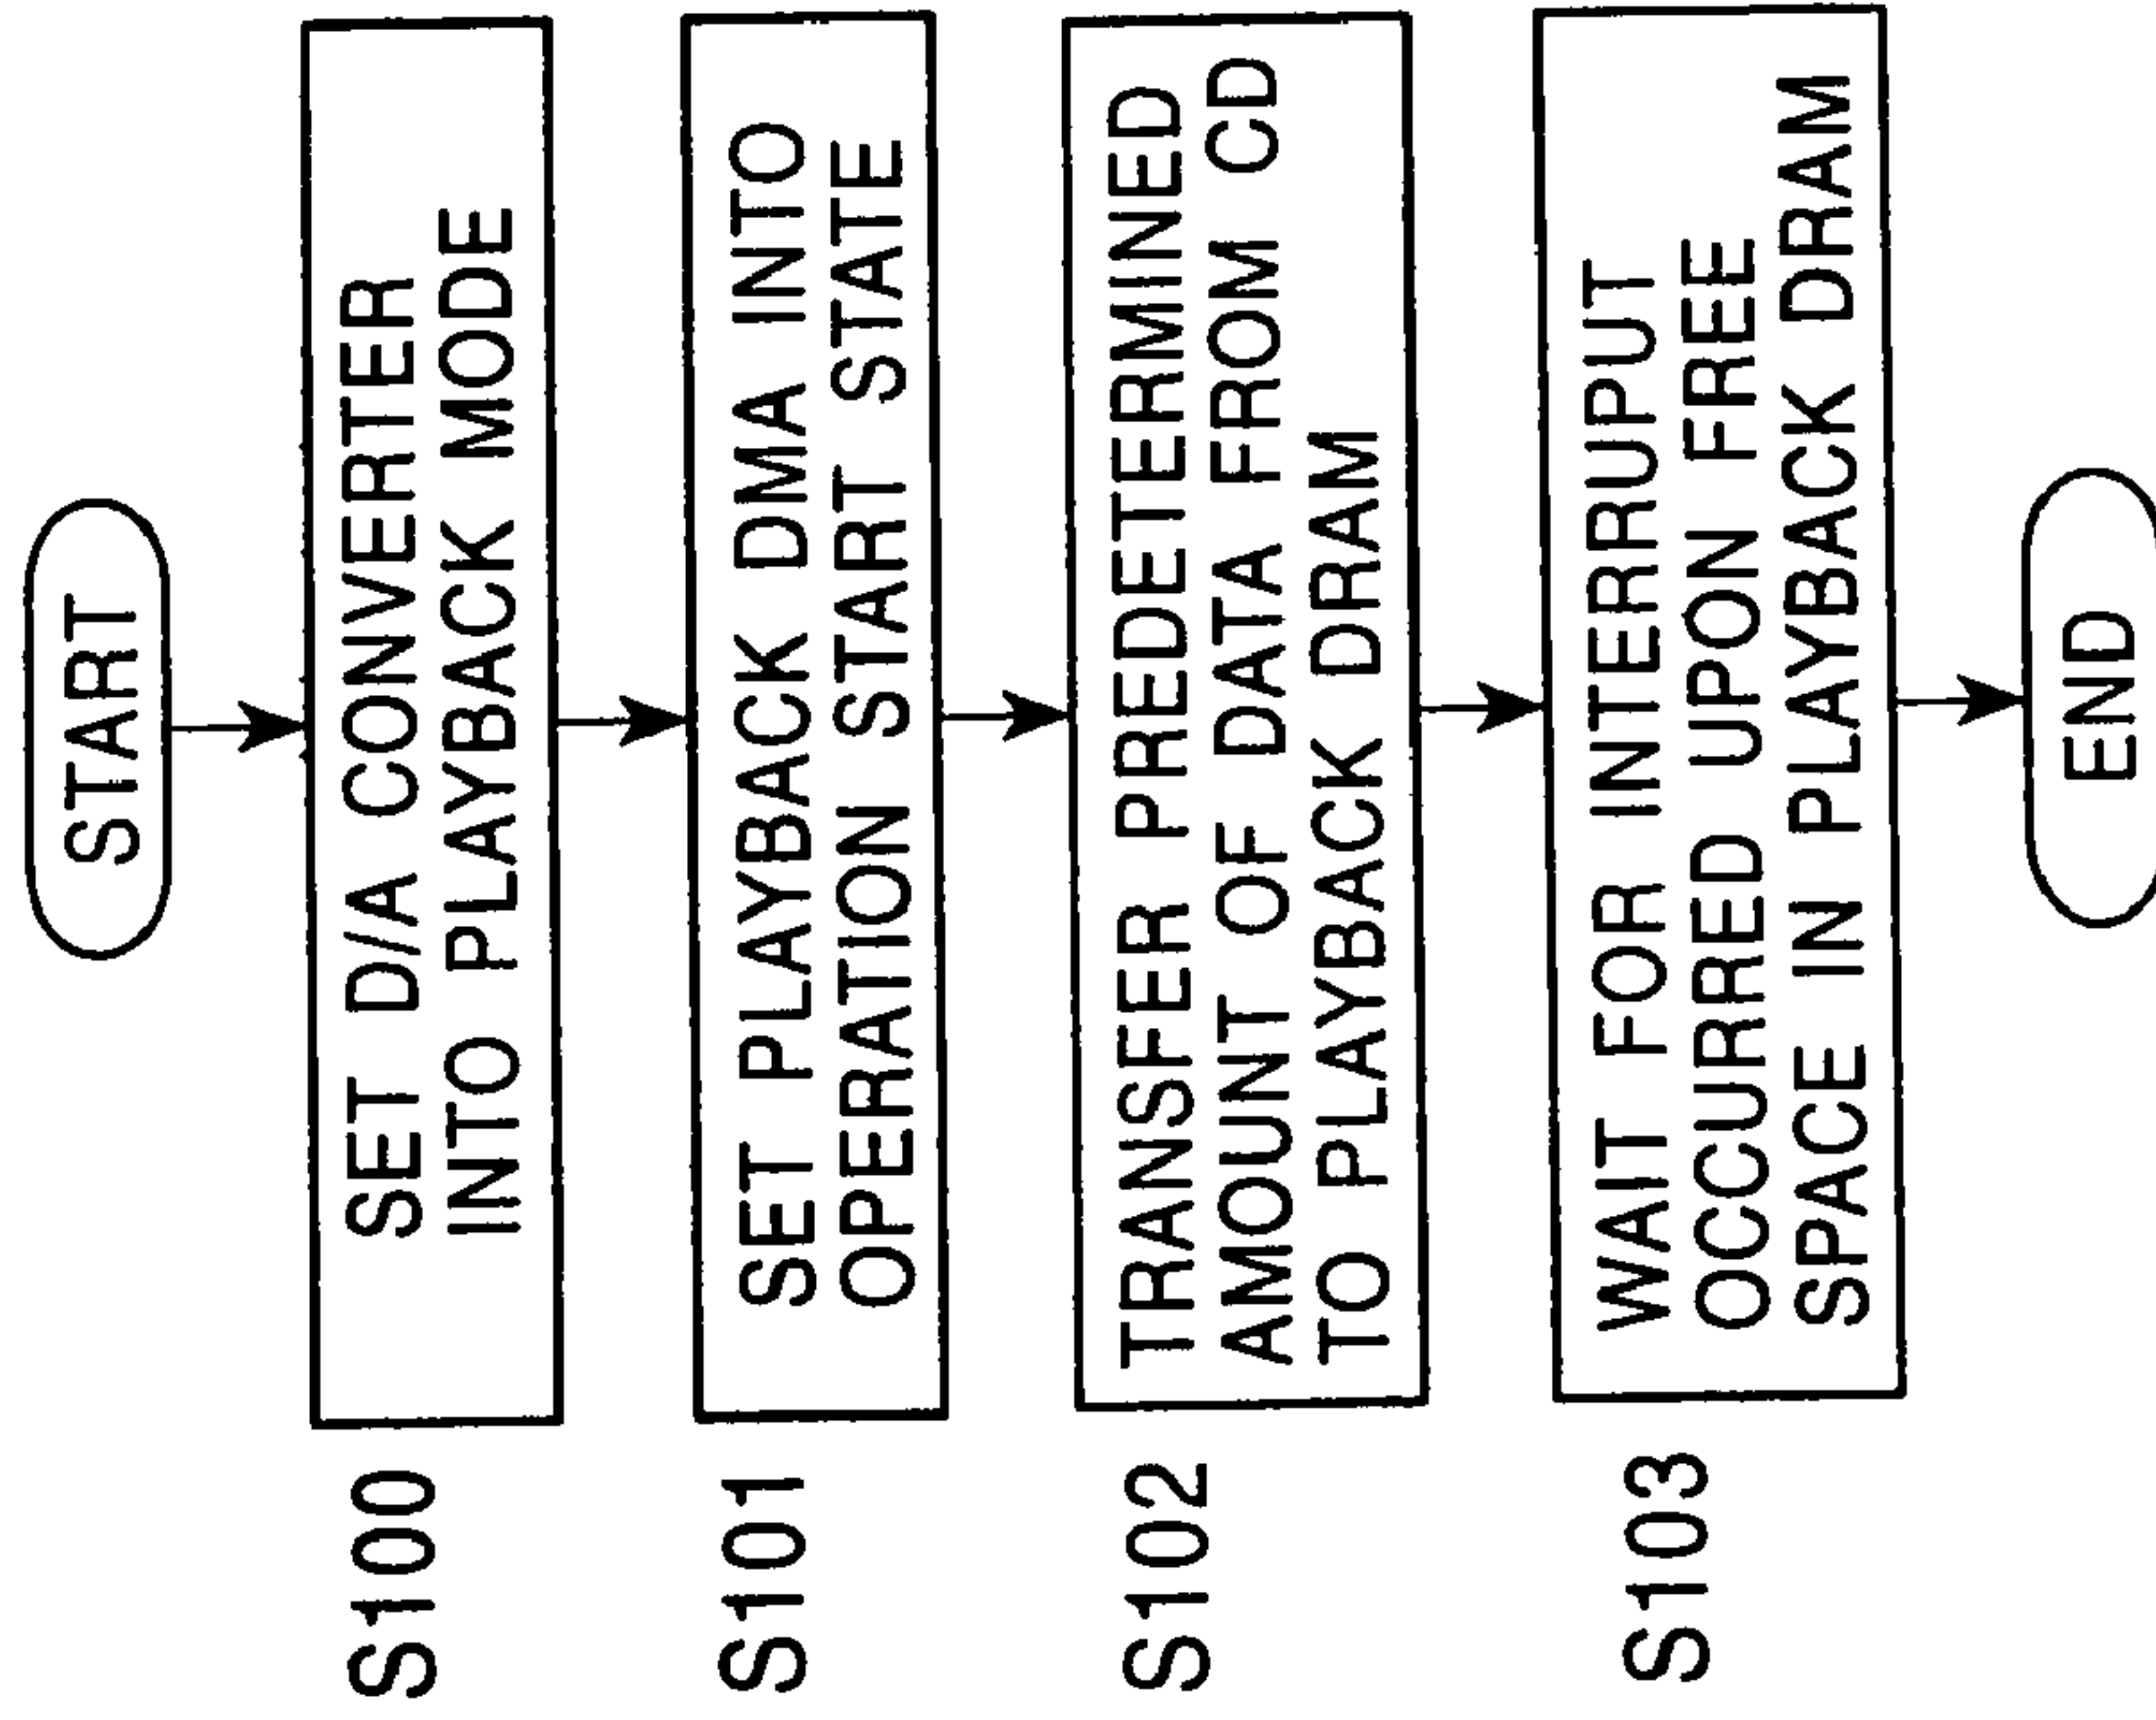 START
S100
SET D/A CONVERTER
INTO PLAYBACK MODE
S101
SET PLAYBACK DMA INTO
OPERATION START STATE
S102
TRANSFER PREDETERMINED
AMOUNT OF DATA FROM CD
TO PLAYBACK DRAM
S103
WAIT FOR INTERRUPUT
OCCURRED UPON FREE
SPACE IN PLAYBACK DRAM
END